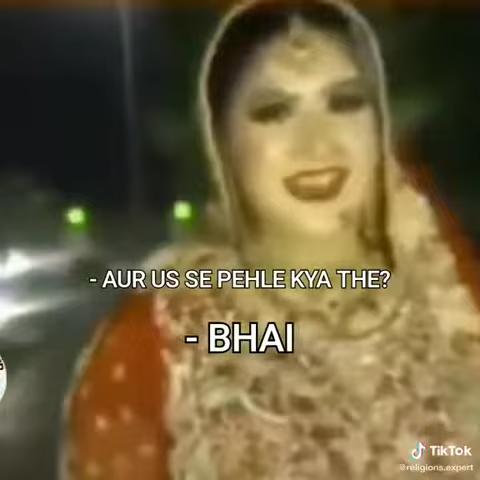 - AUR US SE PEHLE KYA THE?
- BHAI
TikTok
@religions.expert